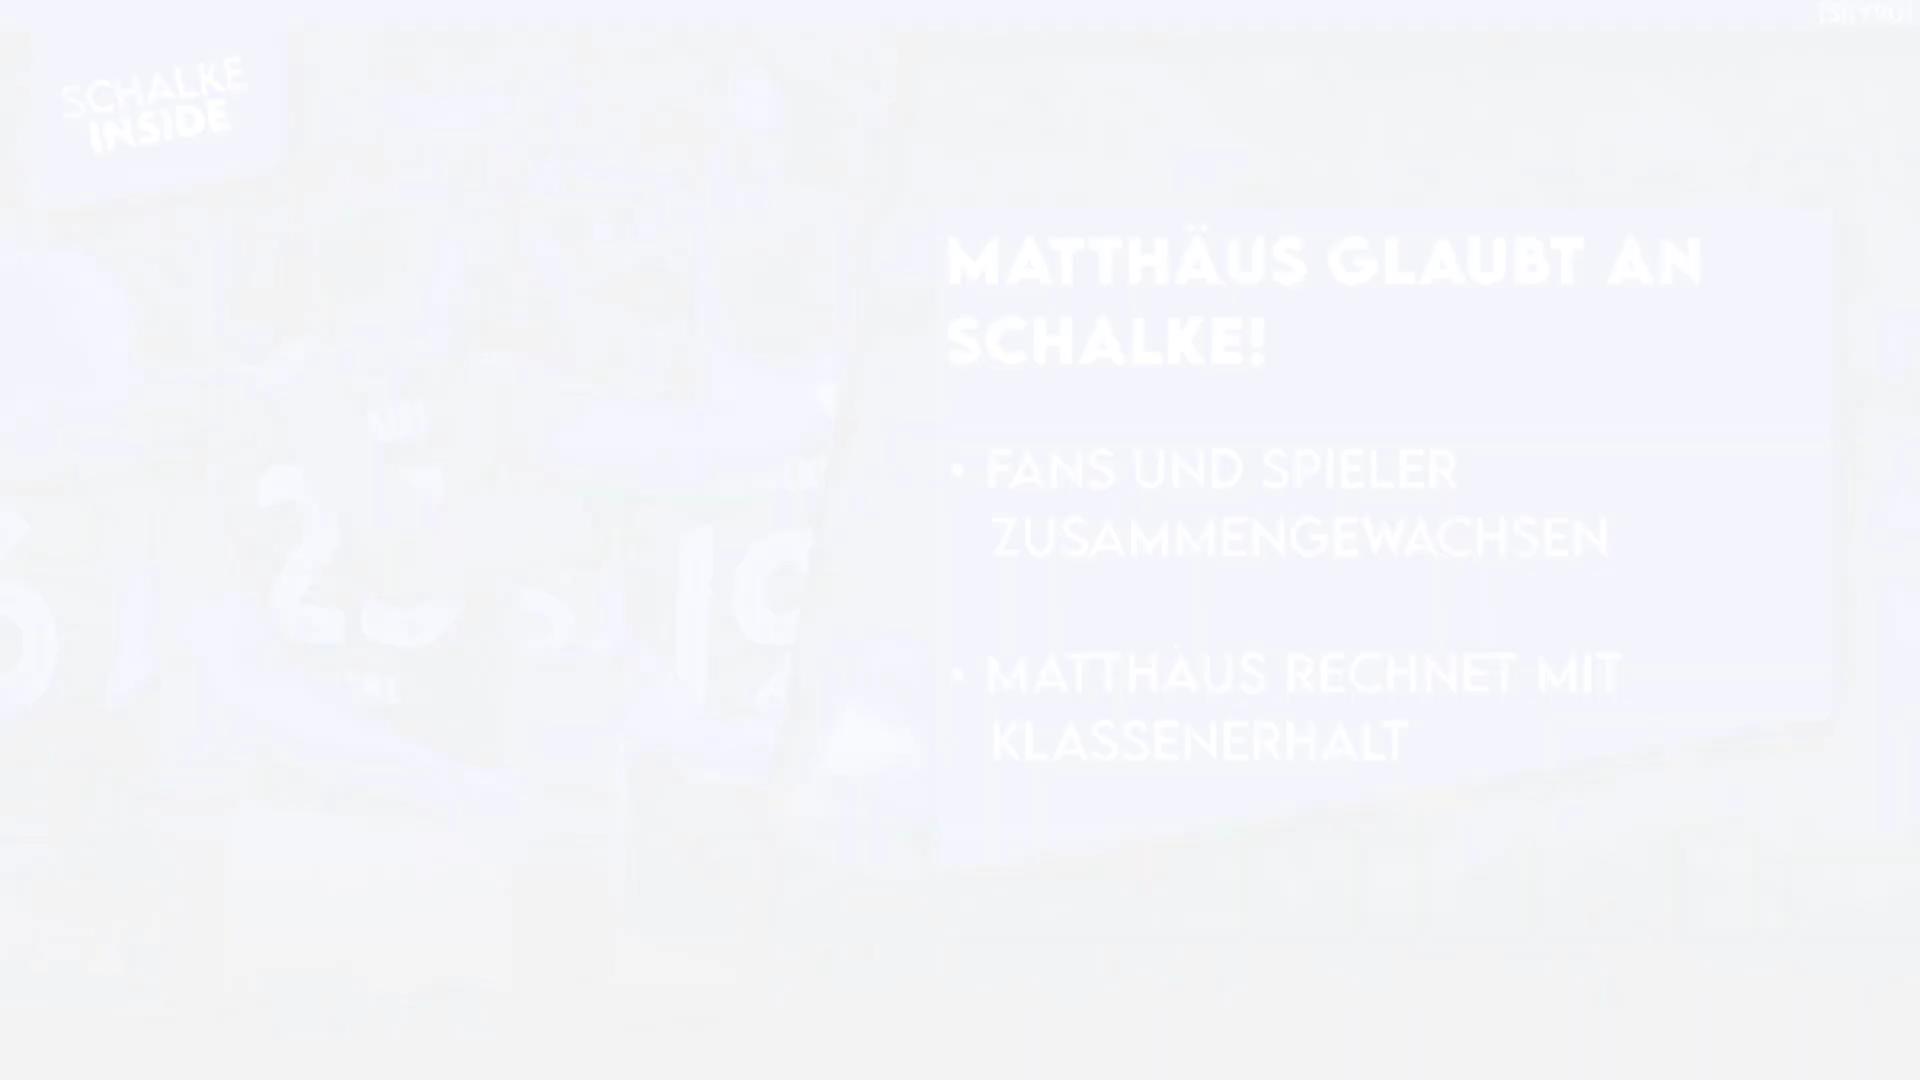 SCHALKE
INSIDE
MATTHÄUS GLAUBT AN
SCHALKE!
• FANS UND SPIELER
ZUSAMMENGEWACHSEN
• MATTHÄUS RECHNET MIT
KLASSENERHALT